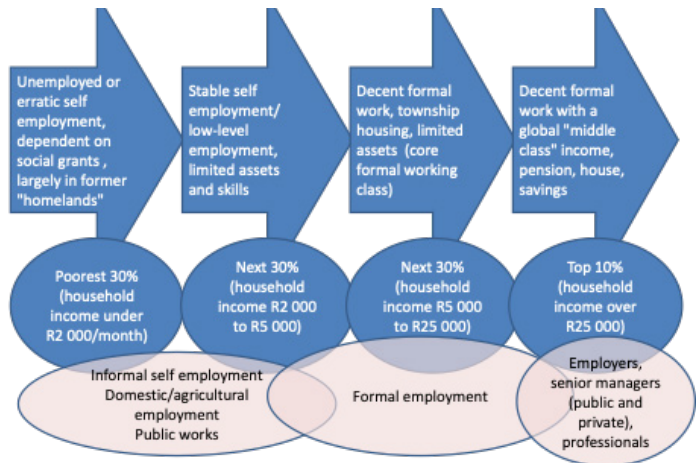 Unemployed or
erratic self
employment,
dependent on
social grants ,
largely in former
"homelands"
Stable self
employment/
low-level
employment,
limited assets
and skills
Decent formal
work, township
housing, limited
assets (core
formal working
class)
Decent formal
work with a
global "middle
class" income,
pension, house,
savings
Poorest 30%
(household
income under
R2 000/month)
Next 30%
(household
income R2 000
to R5 000)
Next 30%
(household
income R5 000
to R25 000)
Top 10%
(household
income over
R25 000)
Informal self employment
Domestic/agricultural
employment
Public works
Formal employment
Employers,
senior managers
(public and
private),
professionals